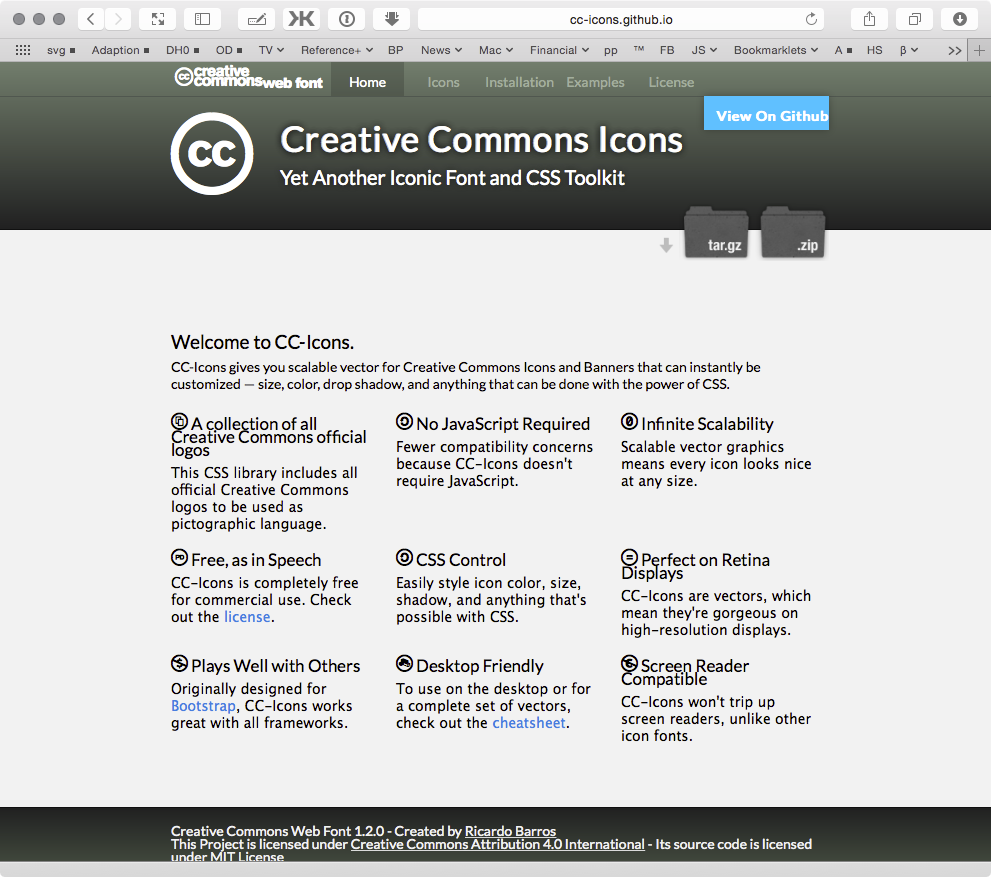 cc-icons.github.io
svg Adaption DH0 OD TV Reference+ BP News Mac Financial pp ™ FB JS Bookmarklets A HS β >> +
cc creative commons web font Home Icons Installation Examples License
View On Github
cc Creative Commons Icons
Yet Another Iconic Font and CSS Toolkit
tar.gz .zip
Welcome to CC-Icons.
CC-Icons gives you scalable vector for Creative Commons Icons and Banners that can instantly be
customized — size, color, drop shadow, and anything that can be done with the power of CSS.
A collection of all
Creative Commons official
logos
This CSS library includes all
official Creative Commons
logos to be used as
pictographic language.
No JavaScript Required
Fewer compatibility concerns
because CC-Icons doesn't
require JavaScript.
Infinite Scalability
Scalable vector graphics
means every icon looks nice
at any size.
PD Free, as in Speech
CC-Icons is completely free
for commercial use. Check
out the license.
CSS Control
Easily style icon color, size,
shadow, and anything that's
possible with CSS.
Perfect on Retina
Displays
CC-Icons are vectors, which
mean they're gorgeous on
high-resolution displays.
Plays Well with Others
Originally designed for
Bootstrap, CC-Icons works
great with all frameworks.
Desktop Friendly
To use on the desktop or for
a complete set of vectors,
check out the cheatsheet.
Screen Reader
Compatible
CC-Icons won't trip up
screen readers, unlike other
icon fonts.
Creative Commons Web Font 1.2.0 - Created by Ricardo Barros
This Project is licensed under Creative Commons Attribution 4.0 International - Its source code is licensed
under MIT License